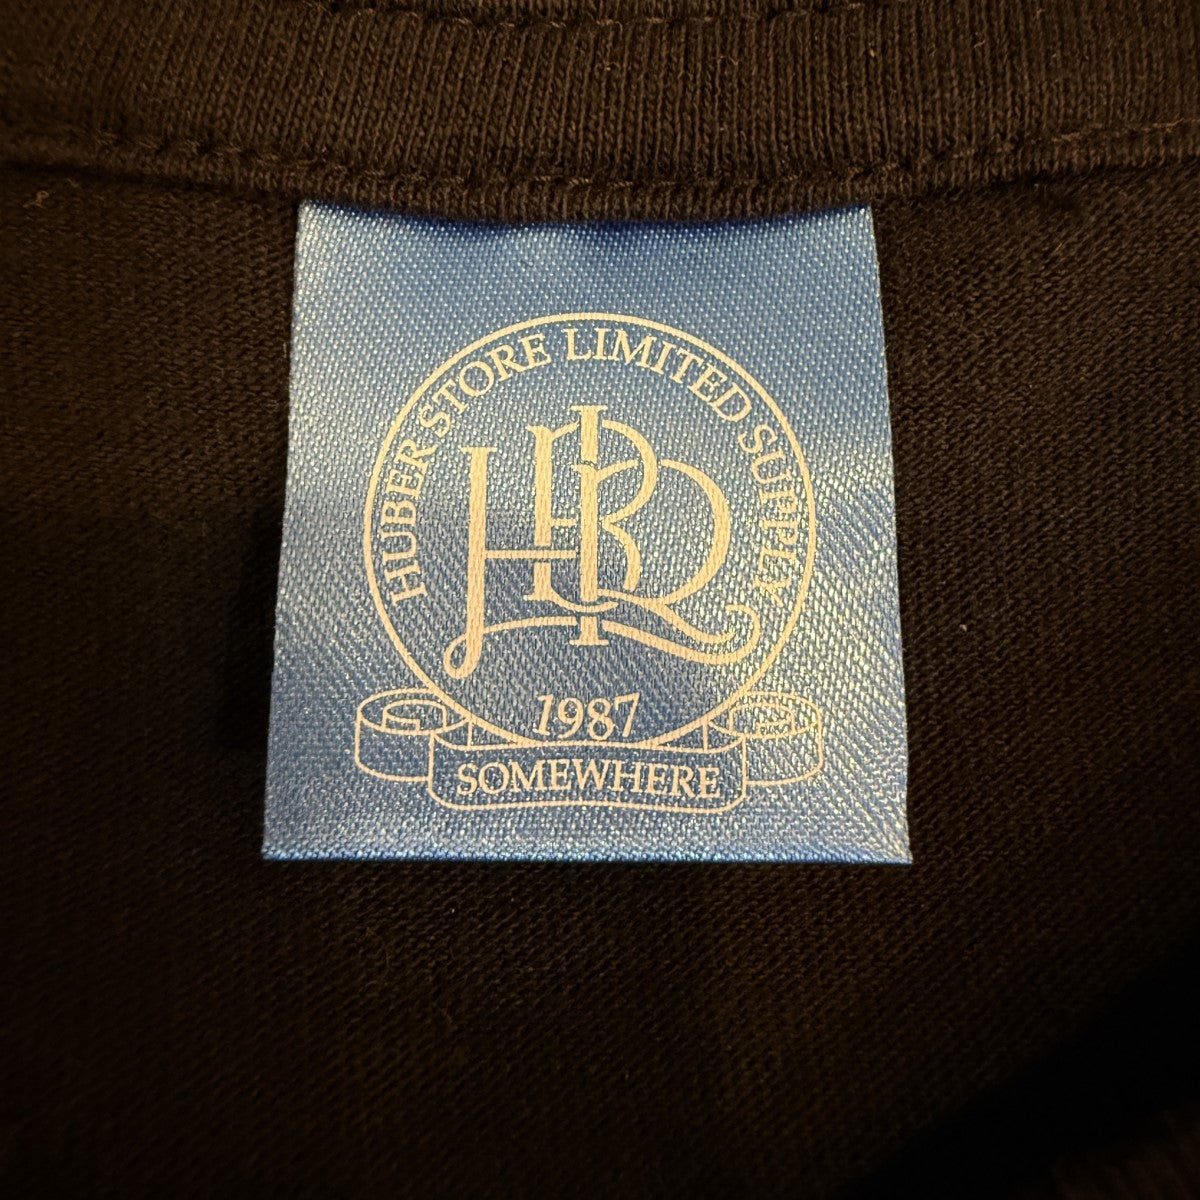 HUBER STORE LIMITED SUPPLY
HBR
1987
SOMEWHERE